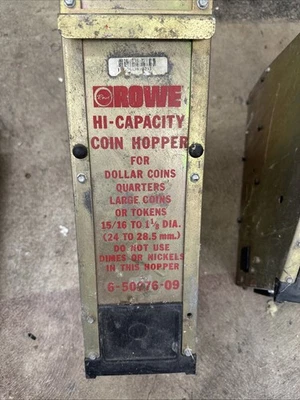 ROWE
HI-CAPACITY
COIN HOPPER
FOR
DOLLAR COINS
QUARTERS
LARGE COINS
OR TOKENS
15/16 TO 1⅛ DIA.
(24 TO 28.5 mm.)
DO NOT USE
DIMES OR NICKELS
IN THIS HOPPER
6-50076-09